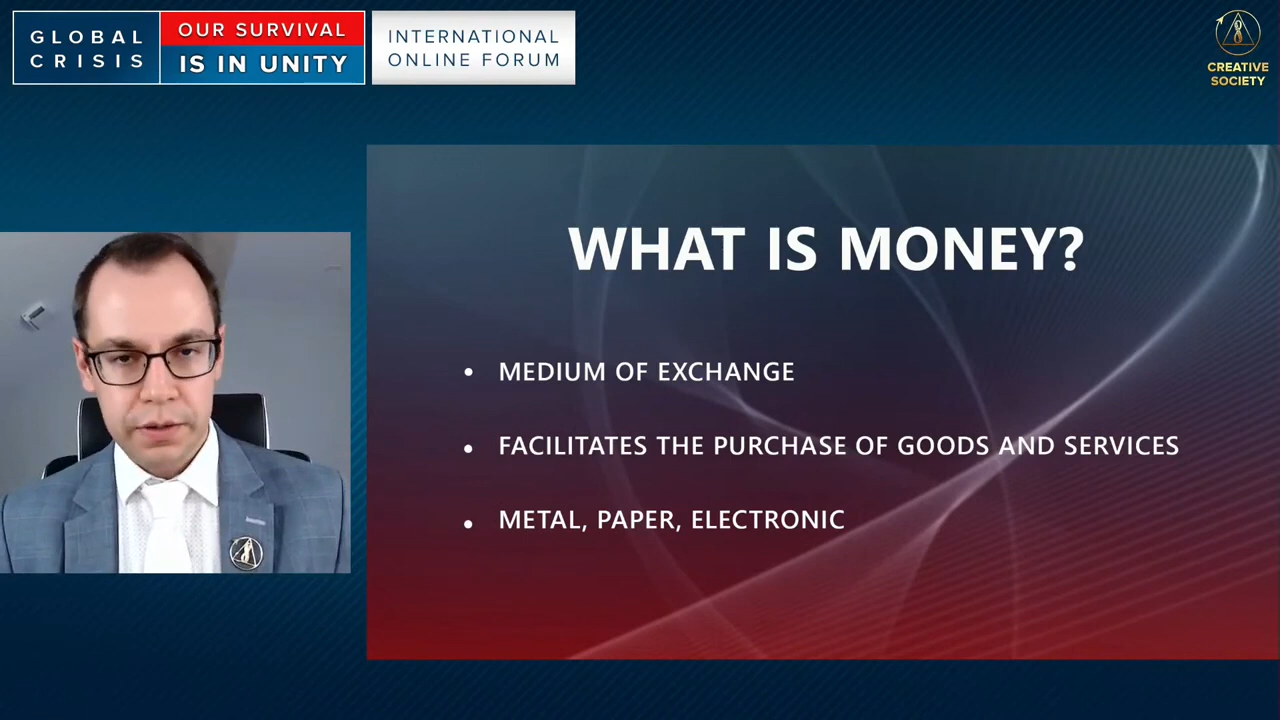 GLOBAL
CRISIS
OUR SURVIVAL
IS IN UNITY
INTERNATIONAL
ONLINE FORUM
CREATIVE
SOCIETY
WHAT IS MONEY?
• MEDIUM OF EXCHANGE
• FACILITATES THE PURCHASE OF GOODS AND SERVICES
• METAL, PAPER, ELECTRONIC